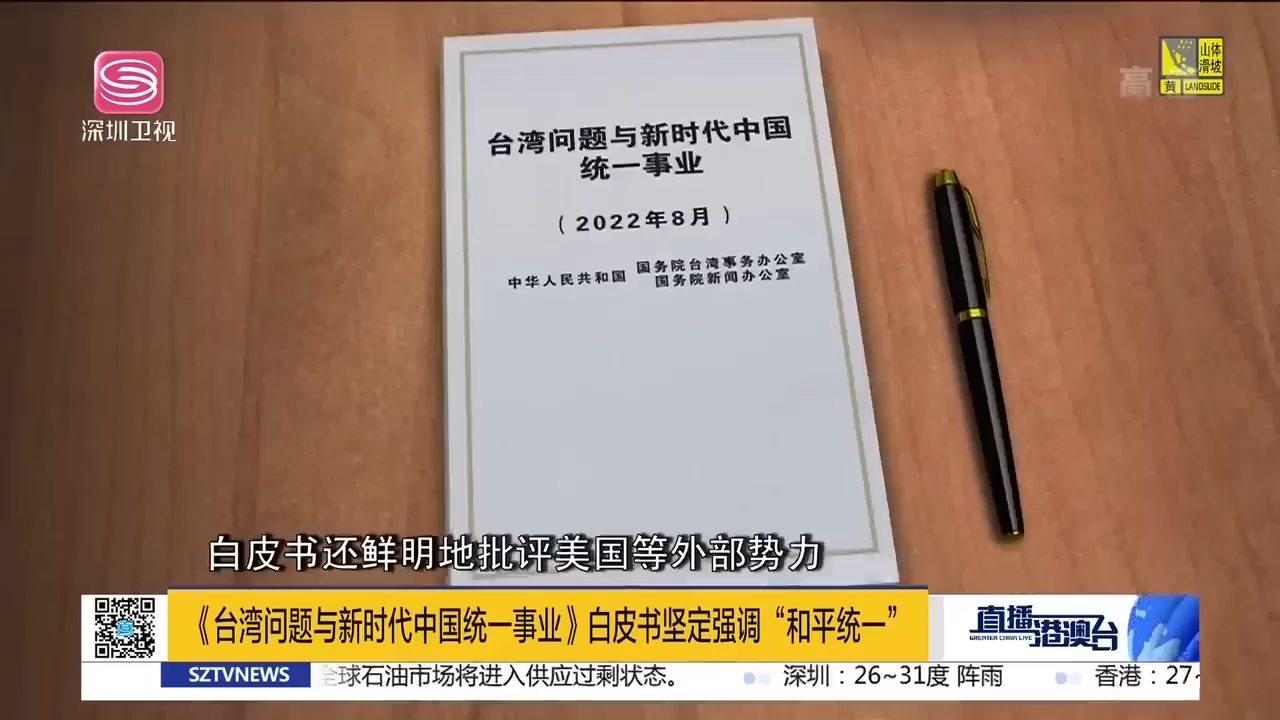 深圳卫视
山体
滑坡
黄 LANDSLIDE
高
台湾问题与新时代中国
统一事业
(2022年8月)
中华人民共和国
国务院台湾事务办公室
国务院新闻办公室
白皮书还鲜明地批评美国等外部势力
《台湾问题与新时代中国统一事业》白皮书坚定强调“和平统一”
直播港澳台
GREATER CHINA LIVE
SZTVNEWS
全球石油市场将进入供应过剩状态。 深圳：26~31度 阵雨 香港：27~